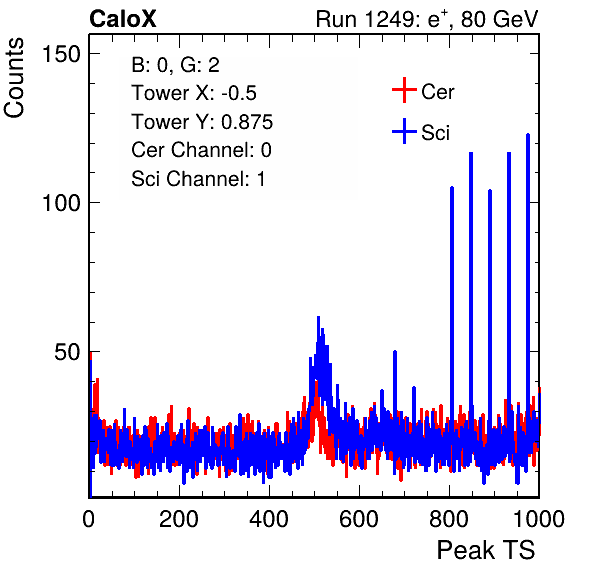 CaloX Run 1249: e⁺, 80 GeV
Counts
150
100
50
B: 0, G: 2
Tower X: -0.5
Tower Y: 0.875
Cer Channel: 0
Sci Channel: 1
Cer
Sci
0 200 400 600 800 1000
Peak TS